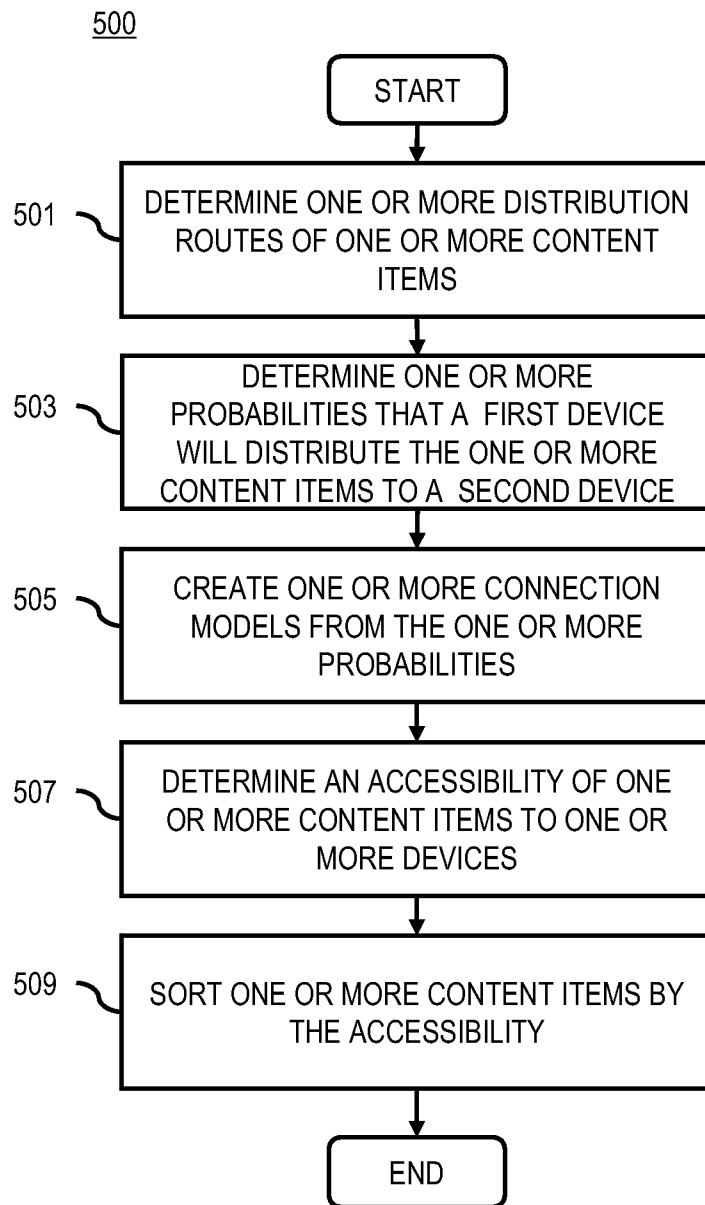 500
START
501
DETERMINE ONE OR MORE DISTRIBUTION
ROUTES OF ONE OR MORE CONTENT
ITEMS
503
DETERMINE ONE OR MORE
PROBABILITIES THAT A FIRST DEVICE
WILL DISTRIBUTE THE ONE OR MORE
CONTENT ITEMS TO A SECOND DEVICE
505
CREATE ONE OR MORE CONNECTION
MODELS FROM THE ONE OR MORE
PROBABILITIES
507
DETERMINE AN ACCESSIBILITY OF ONE
OR MORE CONTENT ITEMS TO ONE OR
MORE DEVICES
509
SORT ONE OR MORE CONTENT ITEMS BY
THE ACCESSIBILITY
END